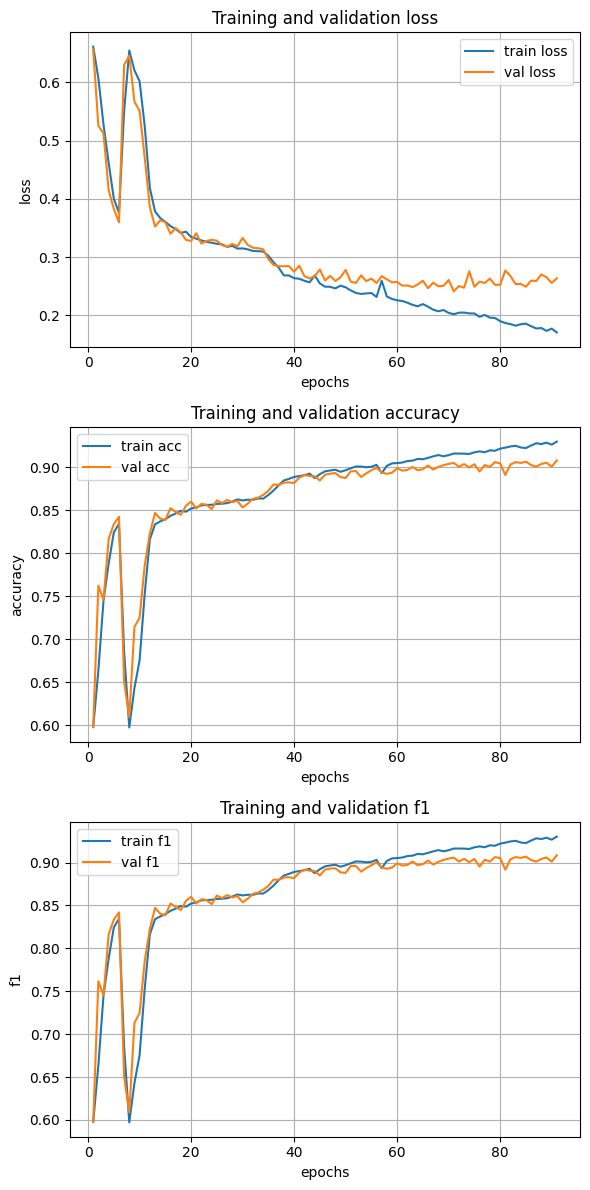 Training and validation loss
train loss
val loss
0.6
0.5
0.4
0.3
0.2
loss
0
20
40
60
80
epochs
Training and validation accuracy
train acc
val acc
0.90
0.85
0.80
0.75
0.70
0.65
0.60
accuracy
0
20
40
60
80
epochs
Training and validation f1
train f1
val f1
0.90
0.85
0.80
0.75
0.70
0.65
0.60
f1
0
20
40
60
80
epochs